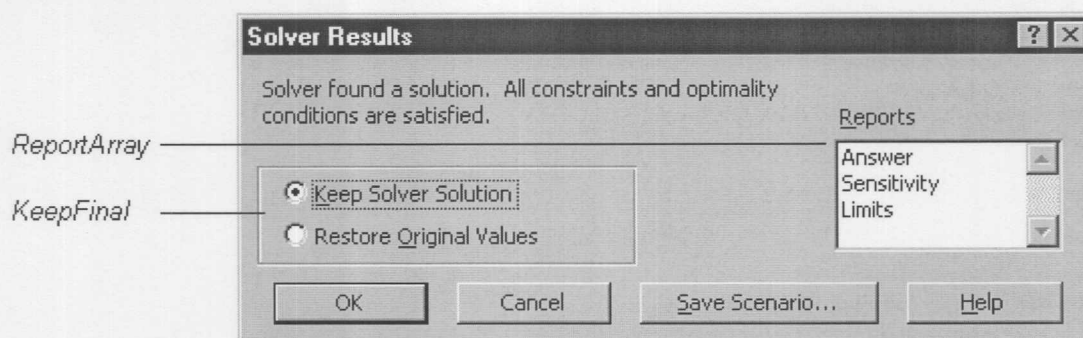 Solver Results
Solver found a solution. All constraints and optimality
conditions are satisfied.
Reports
ReportArray
Answer
Sensitivity
Limits
KeepFinal
Keep Solver Solution
Restore Original Values
OK
Cancel
Save Scenario...
Help